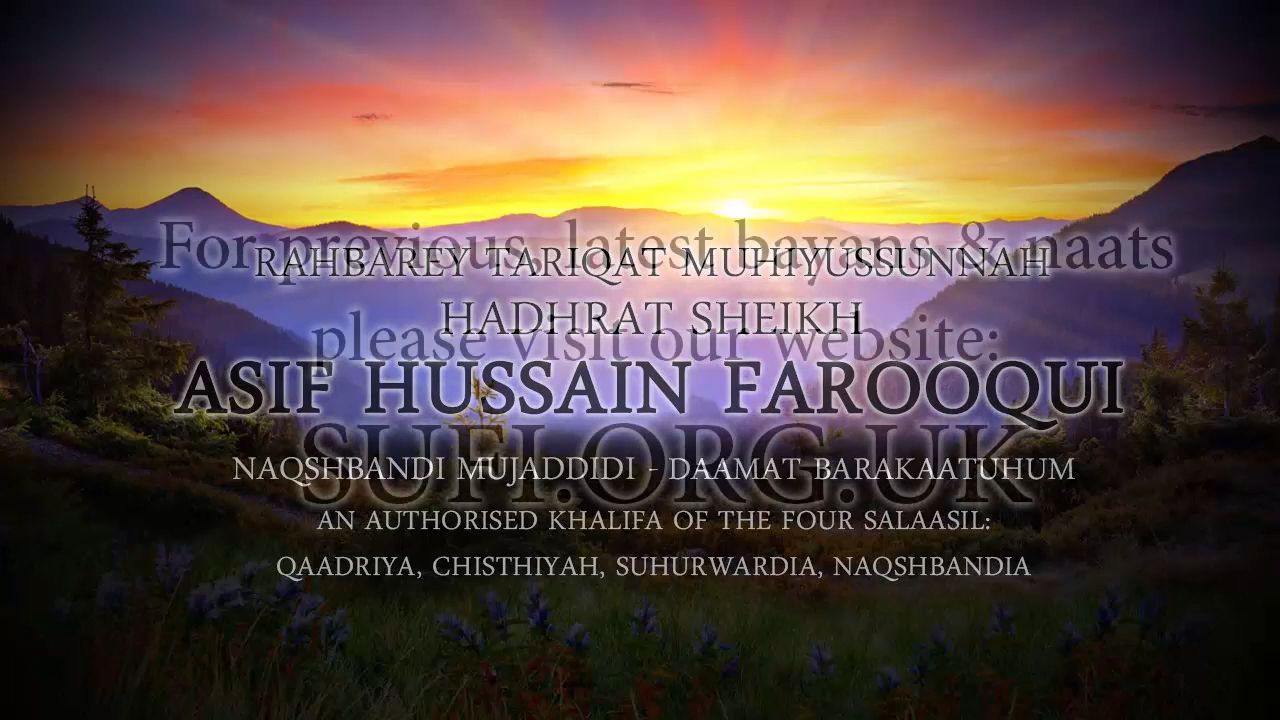 For previous, latest bayans & naats
RAHBAREY TARIQAT MUHIYUSSUNNAH
HADHRAT SHEIKH
please visit our website:
ASIF HUSSAIN FAROOQUI
SUFI.ORG.UK
NAQSHBANDI MUJADDIDI - DAAMAT BARAKAATUHUM
AN AUTHORISED KHALIFA OF THE FOUR SALAASIL:
QAADRIYA, CHISTHIYAH, SUHURWARDIA, NAQSHBANDIA